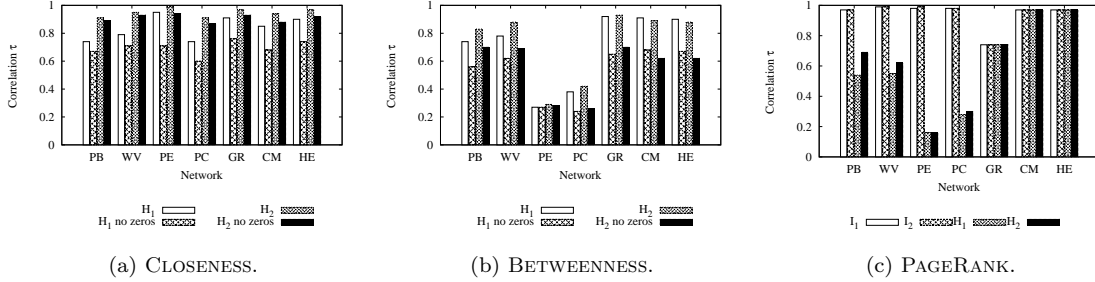 Correlation τ
1
0.8
0.6
0.4
0.2
0
PB WV PE PC GR CM HE
Network
H1
H2
H1 no zeros
H2 no zeros
(a) CLOSENESS.
Correlation τ
1
0.8
0.6
0.4
0.2
0
PB WV PE PC GR CM HE
Network
H1
H2
H1 no zeros
H2 no zeros
(b) BETWEENNESS.
Correlation τ
1
0.8
0.6
0.4
0.2
0
PB WV PE PC GR CM HE
Network
I1 I2 H1 H2
(c) PAGERANK.